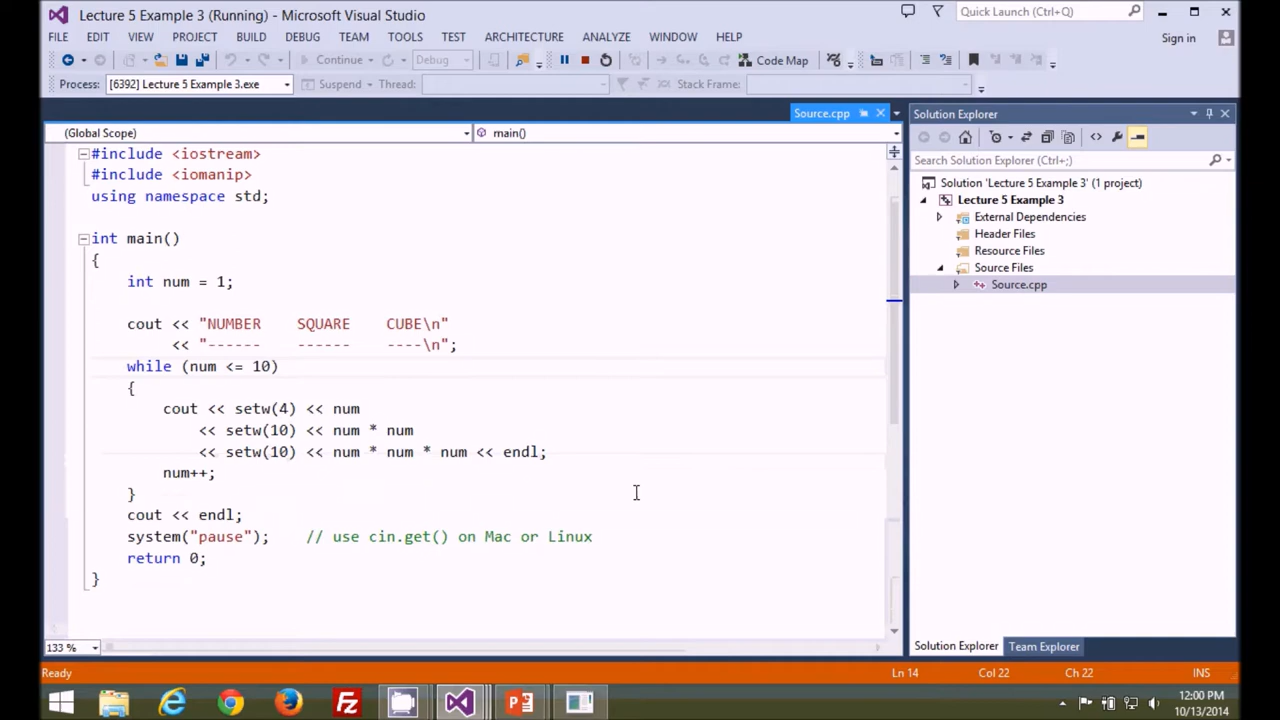 Lecture 5 Example 3 (Running) - Microsoft Visual Studio
Quick Launch (Ctrl+Q)
FILE EDIT VIEW PROJECT BUILD DEBUG TEAM TOOLS TEST ARCHITECTURE ANALYZE WINDOW HELP
Sign in
Continue Debug Code Map
Process: [6392] Lecture 5 Example 3.exe Suspend Thread: Stack Frame:
Source.cpp
Solution Explorer
(Global Scope) main()
Search Solution Explorer (Ctrl+;)
#include <iostream>
#include <iomanip>
using namespace std;
int main()
{
int num = 1;
cout << "NUMBER    SQUARE    CUBE\n"
<< "------    ------    ----\n";
while (num <= 10)
{
cout << setw(4) << num
<< setw(10) << num * num
<< setw(10) << num * num * num << endl;
num++;
}
cout << endl;
system("pause");    // use cin.get() on Mac or Linux
return 0;
}
Solution 'Lecture 5 Example 3' (1 project)
Lecture 5 Example 3
External Dependencies
Header Files
Resource Files
Source Files
Source.cpp
133 %
Solution Explorer Team Explorer
Ready Ln 14 Col 22 Ch 22 INS
12:00 PM
10/13/2014